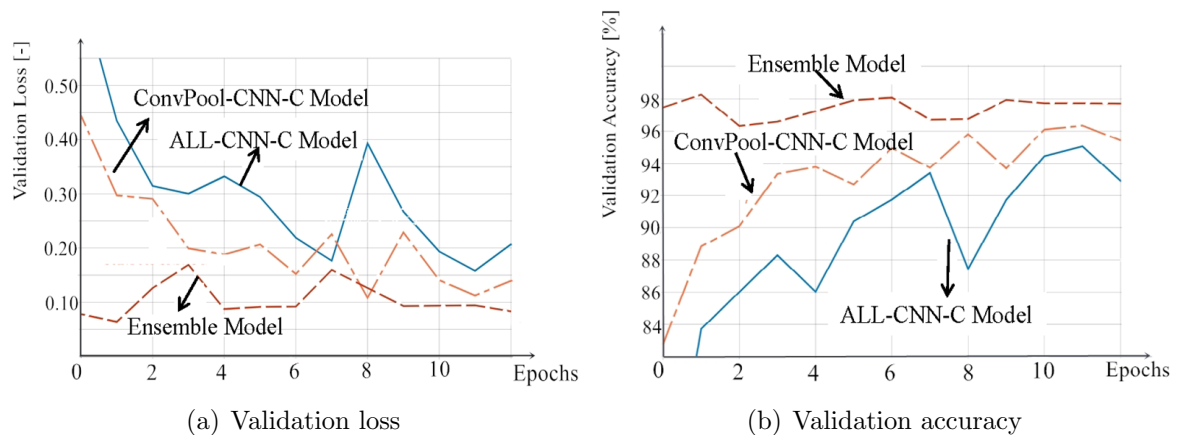 Validation Loss [-]
0.50
0.40
0.30
0.20
0.10
ConvPool-CNN-C Model
ALL-CNN-C Model
Ensemble Model
0 2 4 6 8 10 Epochs
(a) Validation loss
Validation Accuracy [%]
98
96
94
92
90
88
86
84
Ensemble Model
ConvPool-CNN-C Model
ALL-CNN-C Model
0 2 4 6 8 10 Epochs
(b) Validation accuracy